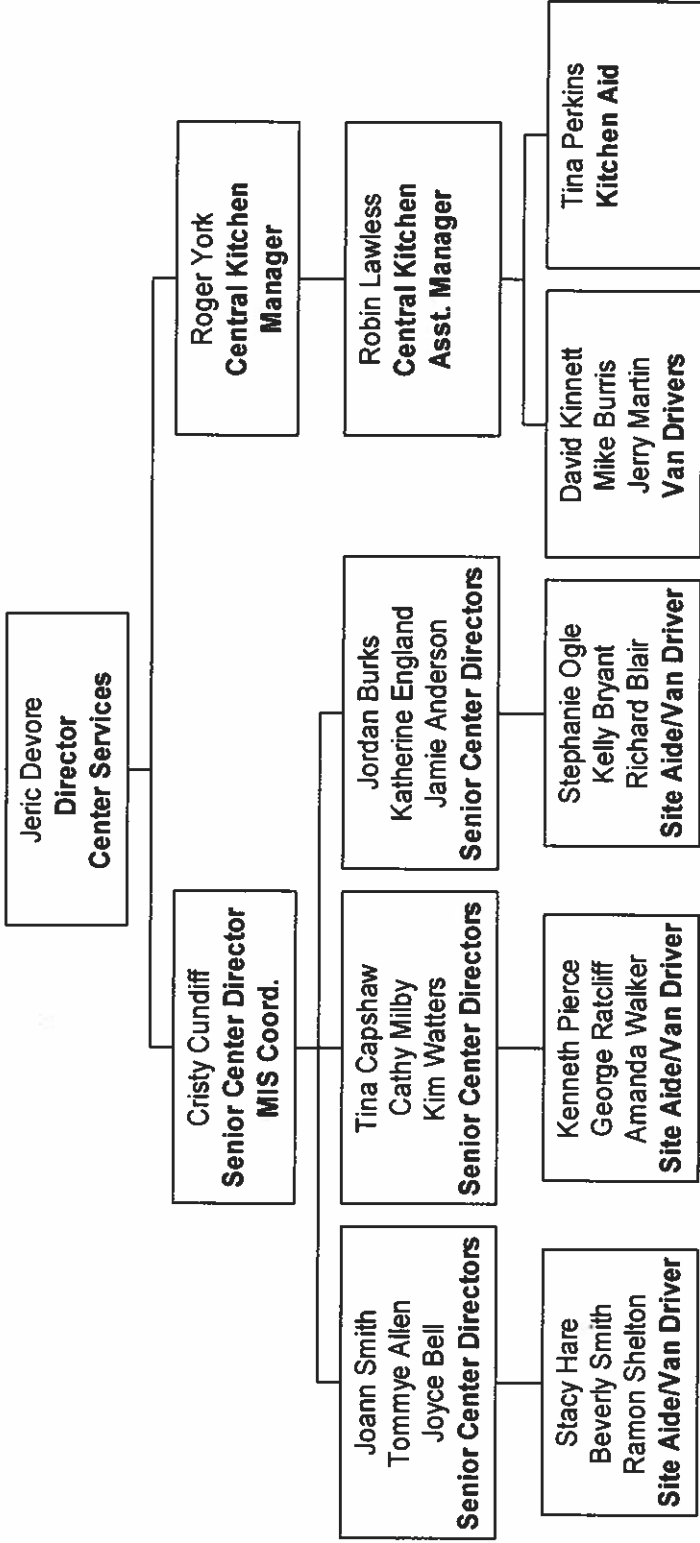 Jeric Devore
Director
Center Services
Cristy Cundiff
Senior Center Director
MIS Coord.
Roger York
Central Kitchen
Manager
Joann Smith
Tommye Allen
Joyce Bell
Senior Center Directors
Tina Capshaw
Cathy Milby
Kim Watters
Senior Center Directors
Jordan Burks
Katherine England
Jamie Anderson
Senior Center Directors
Robin Lawless
Central Kitchen
Asst. Manager
Stacy Hare
Beverly Smith
Ramon Shelton
Site Aide/Van Driver
Kenneth Pierce
George Ratcliff
Amanda Walker
Site Aide/Van Driver
Stephanie Ogle
Kelly Bryant
Richard Blair
Site Aide/Van Driver
David Kinnett
Mike Burris
Jerry Martin
Van Drivers
Tina Perkins
Kitchen Aid